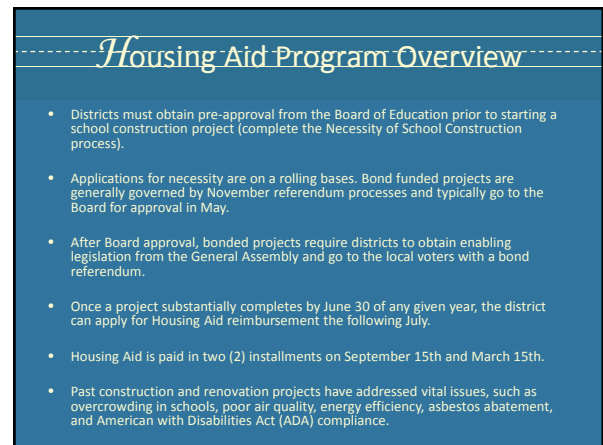 Housing Aid Program Overview
• Districts must obtain pre-approval from the Board of Education prior to starting a
school construction project (complete the Necessity of School Construction
process).
• Applications for necessity are on a rolling bases. Bond funded projects are
generally governed by November referendum processes and typically go to the
Board for approval in May.
• After Board approval, bonded projects require districts to obtain enabling
legislation from the General Assembly and go to the local voters with a bond
referendum.
• Once a project substantially completes by June 30 of any given year, the district
can apply for Housing Aid reimbursement the following July.
• Housing Aid is paid in two (2) installments on September 15th and March 15th.
• Past construction and renovation projects have addressed vital issues, such as
overcrowding in schools, poor air quality, energy efficiency, asbestos abatement,
and American with Disabilities Act (ADA) compliance.